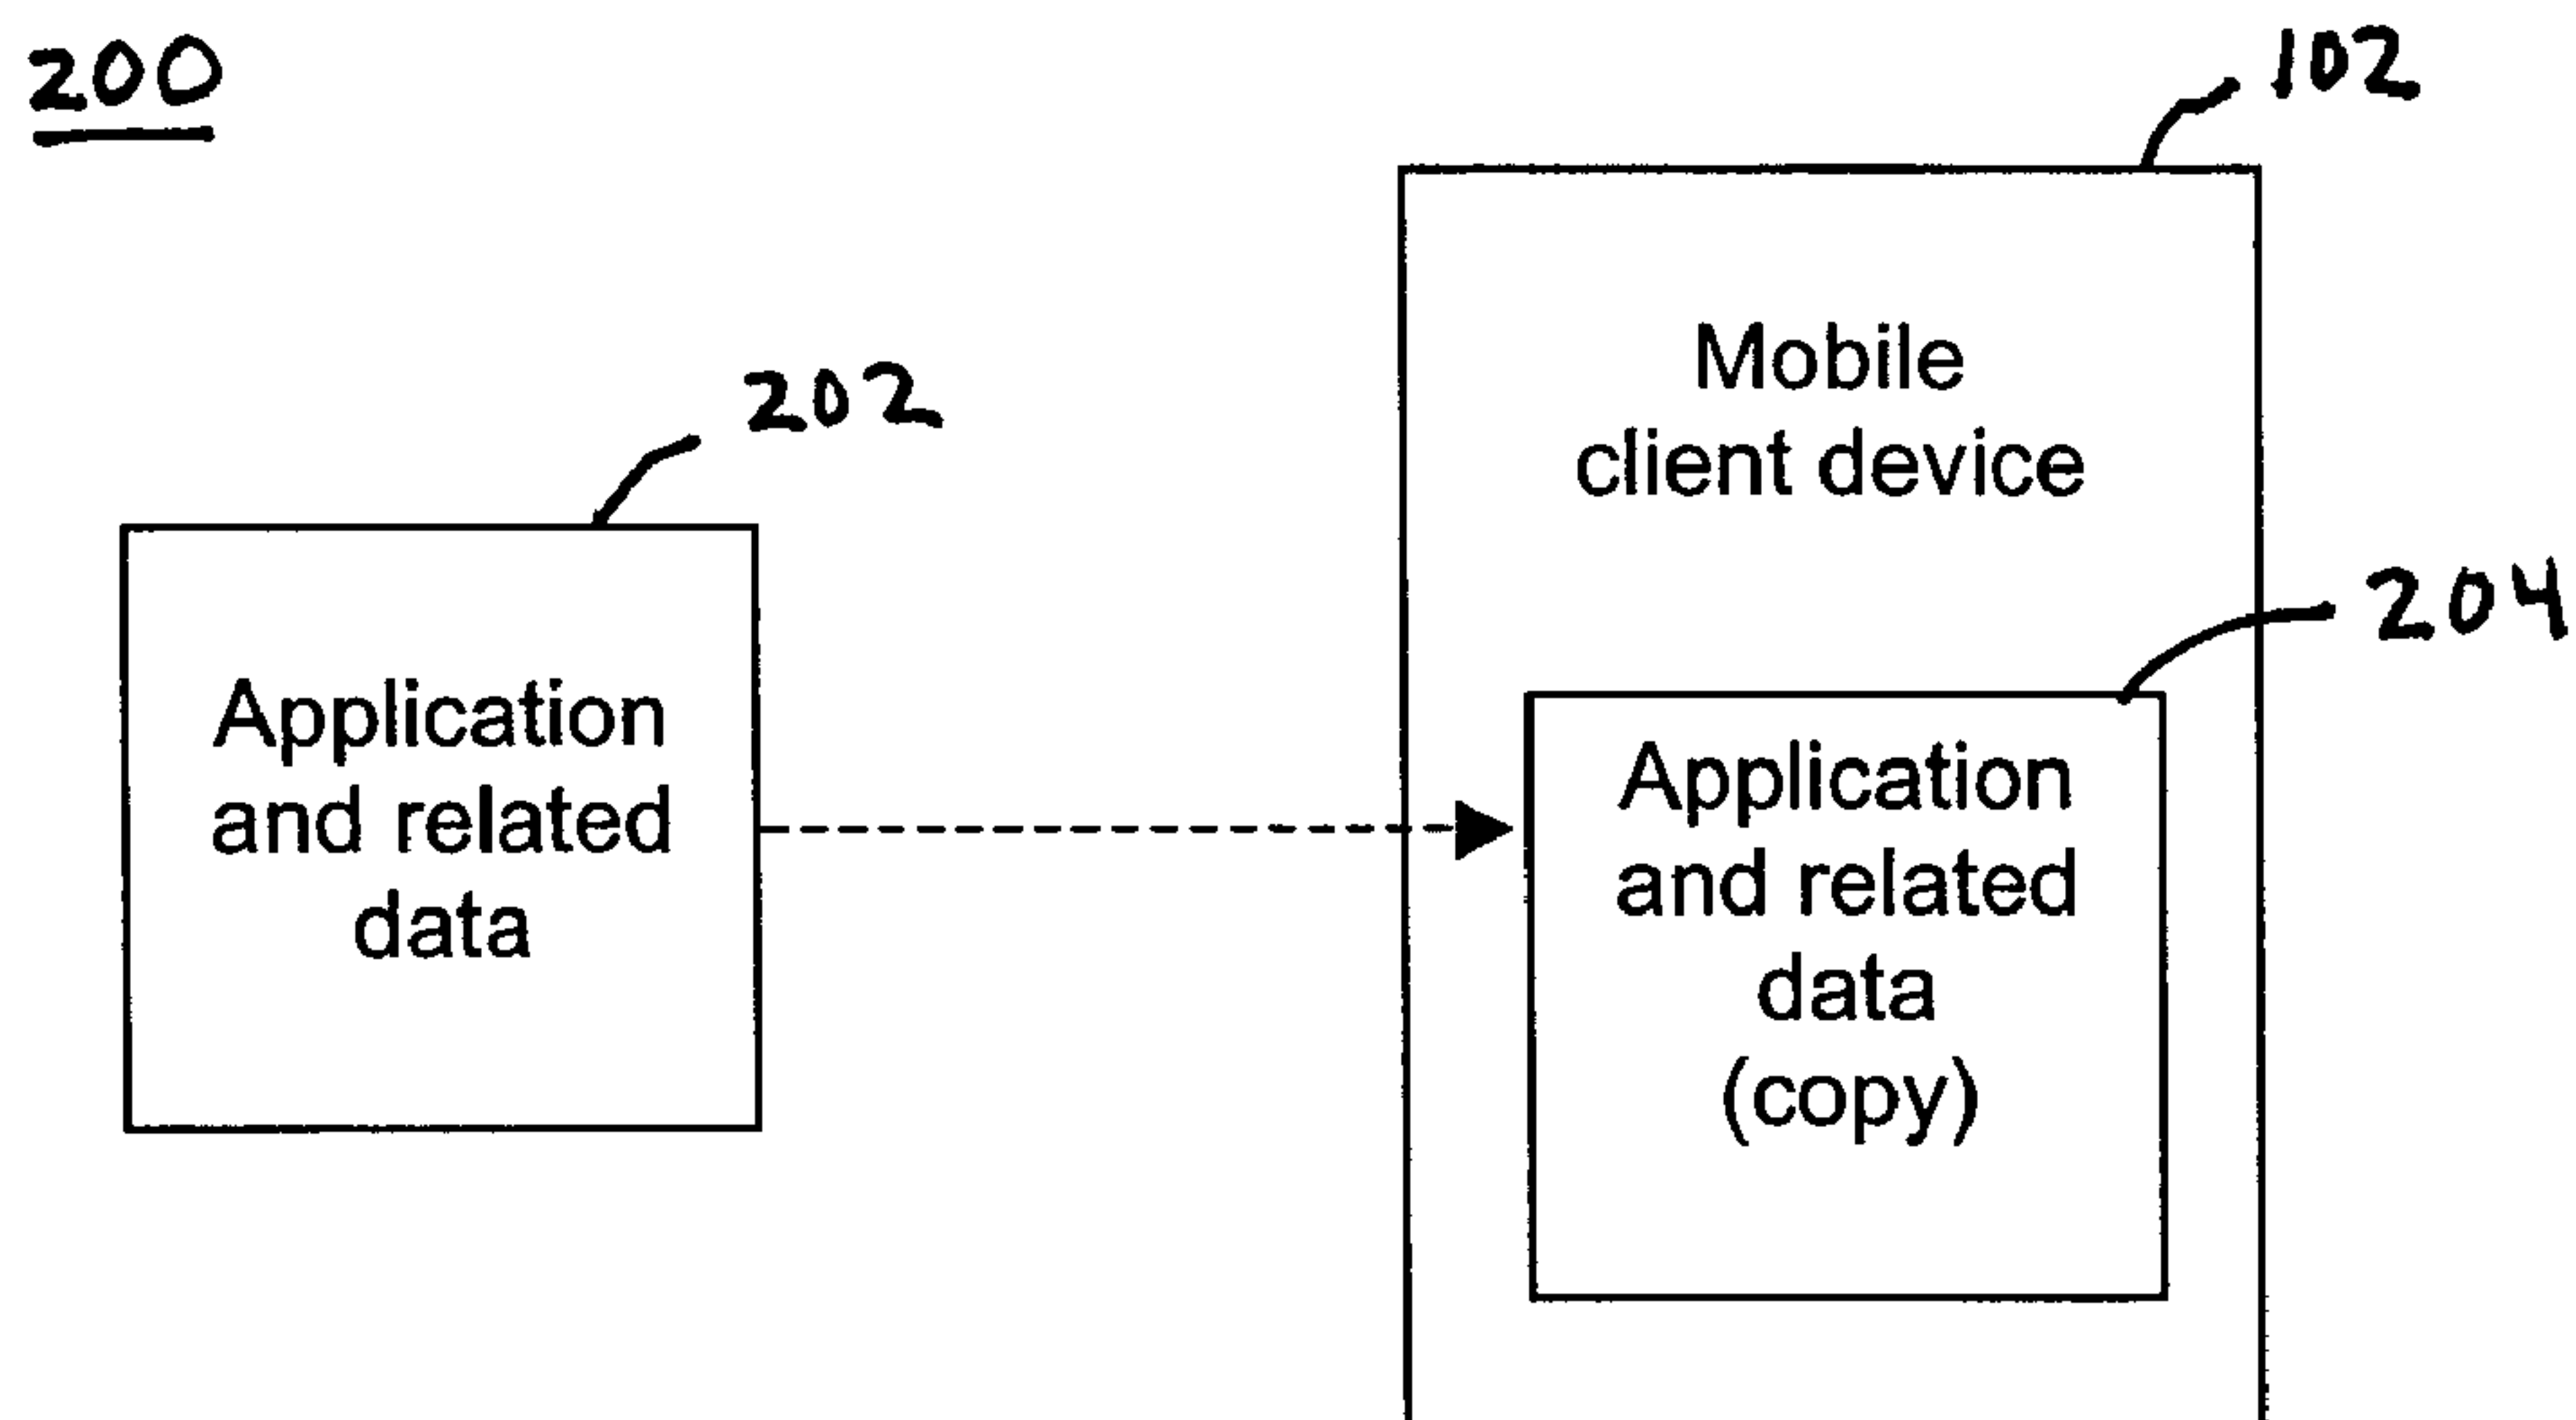 200
102
Mobile
client device
202
204
Application
and related
data
Application
and related
data
(copy)